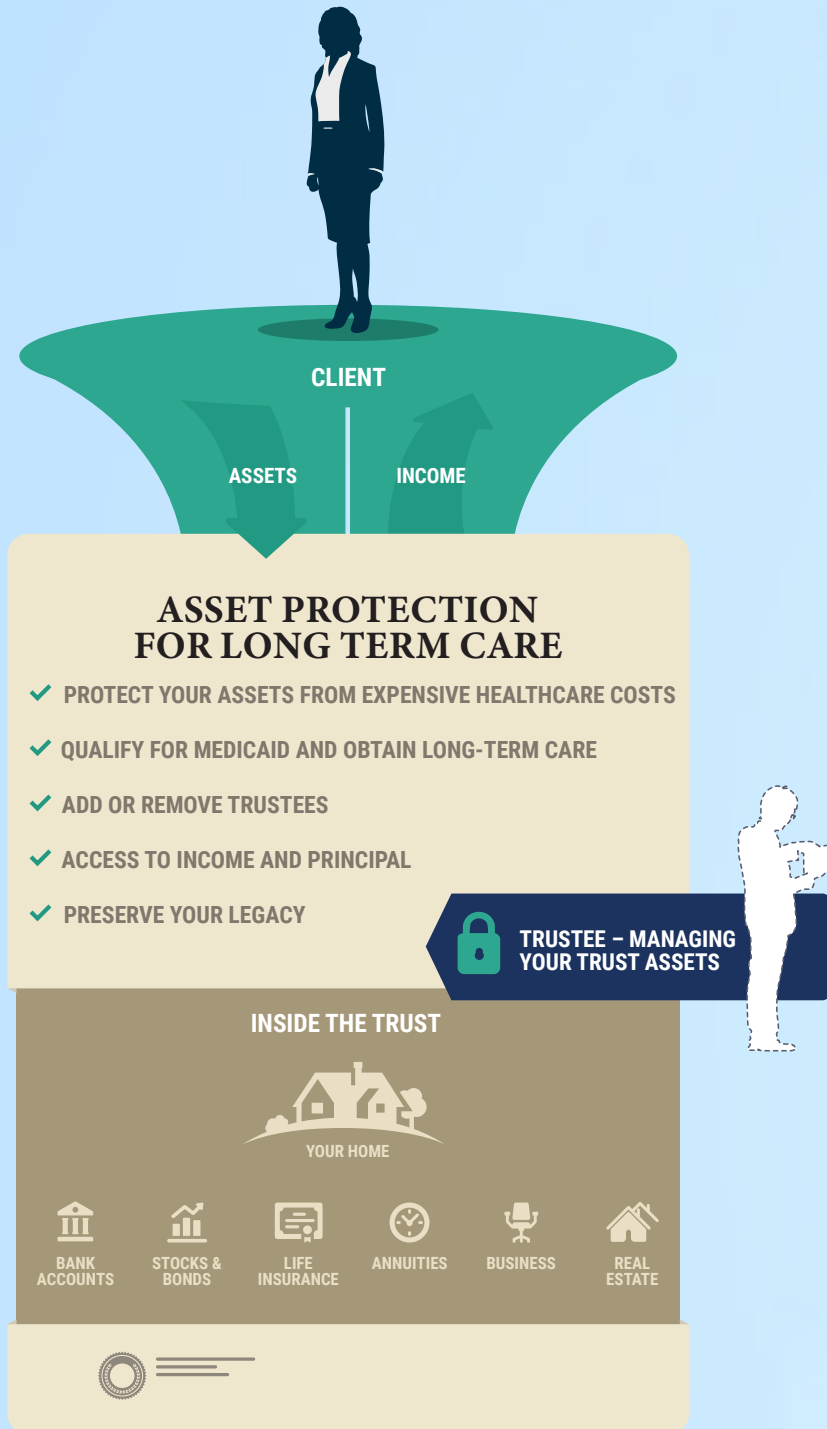 CLIENT
ASSETS
INCOME
ASSET PROTECTION
FOR LONG TERM CARE
PROTECT YOUR ASSETS FROM EXPENSIVE HEALTHCARE COSTS
QUALIFY FOR MEDICAID AND OBTAIN LONG-TERM CARE
ADD OR REMOVE TRUSTEES
ACCESS TO INCOME AND PRINCIPAL
PRESERVE YOUR LEGACY
TRUSTEE – MANAGING
YOUR TRUST ASSETS
INSIDE THE TRUST
YOUR HOME
BANK
ACCOUNTS
STOCKS &
BONDS
LIFE
INSURANCE
ANNUITIES
BUSINESS
REAL
ESTATE